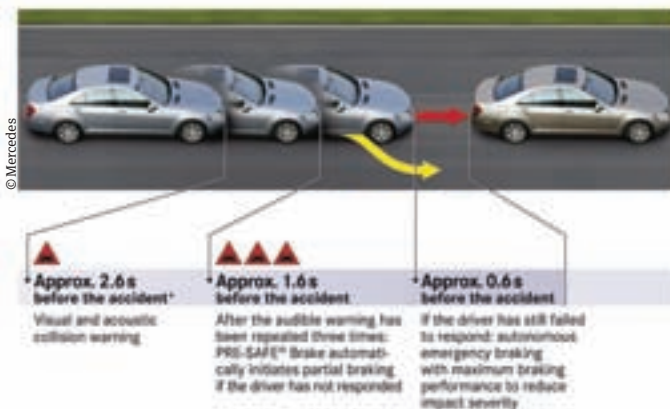 © Mercedes
Approx. 2.6 s
before the accident*
Visual and acoustic
collision warning
Approx. 1.6 s
before the accident
After the audible warning has
been repeated three times:
PRE-SAFE® Brake automati-
cally initiates partial braking
if the driver has not responded
Approx. 0.6 s
before the accident
If the driver has still failed
to respond: autonomous
emergency braking
with maximum braking
performance to reduce
impact severity